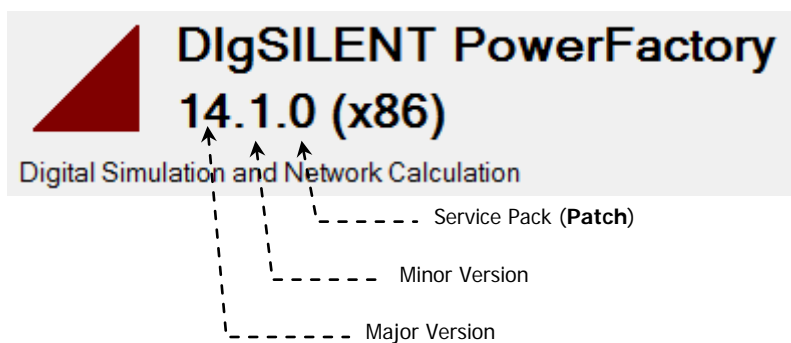 DIgSILENT PowerFactory
14.1.0 (x86)
Digital Simulation and Network Calculation
Service Pack (Patch)
Minor Version
Major Version